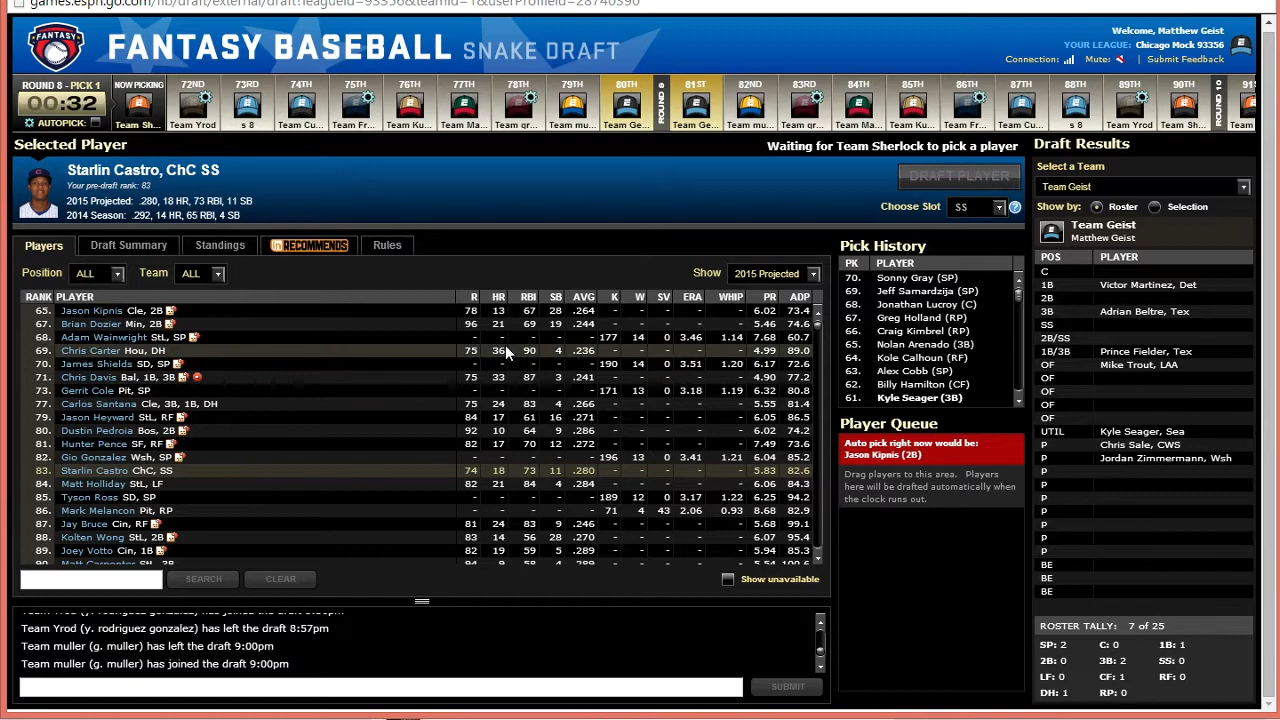 games.espn.go.com/flb/draft/external/draft?leagueId=93356&teamId=1&userProfileId=28740390
FANTASY BASEBALL SNAKE DRAFT
Welcome, Matthew Geist
YOUR LEAGUE: Chicago Mock 93356
Connection: Mute: Submit Feedback
ROUND 8 - PICK 1
00:32
AUTOPICK:
NOW PICKING 72ND 73RD 74TH 75TH 76TH 77TH 78TH 79TH 80TH ROUND 9 81ST 82ND 83RD 84TH 85TH 86TH 87TH 88TH 89TH 90TH ROUND 10 91
Team Sh... Team Yrod s 8 Team Cu... Team Fr... Team Ku... Team Ma... Team gr... Team mu... Team Ge... Team Ge... Team mu... Team gr... Team Ma... Team Ku... Team Fr... Team Cu... s 8 Team Yrod Team Sh... Team
Selected Player
Waiting for Team Sherlock to pick a player
Starlin Castro, ChC SS
Your pre-draft rank: 83
2015 Projected: .280, 18 HR, 73 RBI, 11 SB
2014 Season: .292, 14 HR, 65 RBI, 4 SB
DRAFT PLAYER
Choose Slot SS ?
Players Draft Summary Standings in RECOMMENDS Rules
Position ALL Team ALL Show 2015 Projected
RANK PLAYER R HR RBI SB AVG K W SV ERA WHIP PR ADP
65. Jason Kipnis Cle, 2B 78 13 67 28 .264 - - - - - 6.02 73.4
67. Brian Dozier Min, 2B 96 21 69 19 .244 - - - - - 5.46 74.6
68. Adam Wainwright StL, SP - - - - - 177 14 0 3.46 1.14 7.68 60.7
69. Chris Carter Hou, DH 75 36 90 4 .236 - - - - - 4.99 89.0
70. James Shields SD, SP - - - - - 190 14 0 3.51 1.20 6.17 72.6
71. Chris Davis Bal, 1B, 3B 75 33 87 3 .241 - - - - - 4.90 77.2
73. Gerrit Cole Pit, SP - - - - - 171 13 0 3.18 1.19 6.32 80.8
77. Carlos Santana Cle, 3B, 1B, DH 75 24 83 4 .266 - - - - - 5.55 81.4
79. Jason Heyward StL, RF 84 17 61 16 .271 - - - - - 6.05 86.5
80. Dustin Pedroia Bos, 2B 92 10 64 9 .286 - - - - - 6.02 74.2
81. Hunter Pence SF, RF 82 17 70 12 .272 - - - - - 7.49 73.6
82. Gio Gonzalez Wsh, SP - - - - - 196 13 0 3.41 1.21 6.04 85.2
83. Starlin Castro ChC, SS 74 18 73 11 .280 - - - - - 5.83 82.6
84. Matt Holliday StL, LF 82 21 84 4 .284 - - - - - 6.06 84.3
85. Tyson Ross SD, SP - - - - - 189 12 0 3.17 1.22 6.25 94.2
86. Mark Melancon Pit, RP - - - - - 71 4 43 2.06 0.93 8.68 82.9
87. Jay Bruce Cin, RF 81 24 83 9 .246 - - - - - 5.68 99.1
88. Kolten Wong StL, 2B 83 14 56 28 .270 - - - - - 6.07 95.4
89. Joey Votto Cin, 1B 82 19 59 5 .289 - - - - - 5.94 85.3
90. Matt Carpenter StL, 3B 94 9 58 4 .289 - - - - - 5.84 100.6
SEARCH CLEAR Show unavailable
Team Yrod (y. rodriguez gonzalez) has left the draft 8:57pm
Team muller (g. muller) has left the draft 9:00pm
Team muller (g. muller) has joined the draft 9:00pm
SUBMIT
Pick History
PK PLAYER
70. Sonny Gray (SP)
69. Jeff Samardzija (SP)
68. Jonathan Lucroy (C)
67. Greg Holland (RP)
66. Craig Kimbrel (RP)
65. Nolan Arenado (3B)
64. Kole Calhoun (RF)
63. Alex Cobb (SP)
62. Billy Hamilton (CF)
61. Kyle Seager (3B)
Player Queue
Auto pick right now would be:
Jason Kipnis (2B)
Drag players to this area. Players
here will be drafted automatically when
the clock runs out.
Draft Results
Select a Team
Team Geist
Show by: Roster Selection
Team Geist
Matthew Geist
POS PLAYER
C
1B Victor Martinez, Det
2B
3B Adrian Beltre, Tex
SS
2B/SS
1B/3B Prince Fielder, Tex
OF Mike Trout, LAA
OF
OF
OF
OF
UTIL Kyle Seager, Sea
P Chris Sale, CWS
P Jordan Zimmermann, Wsh
P
P
P
P
P
P
P
BE
BE
BE
ROSTER TALLY: 7 of 25
SP: 2 C: 0 1B: 1
2B: 0 3B: 2 SS: 0
LF: 0 CF: 1 RF: 0
DH: 1 RP: 0